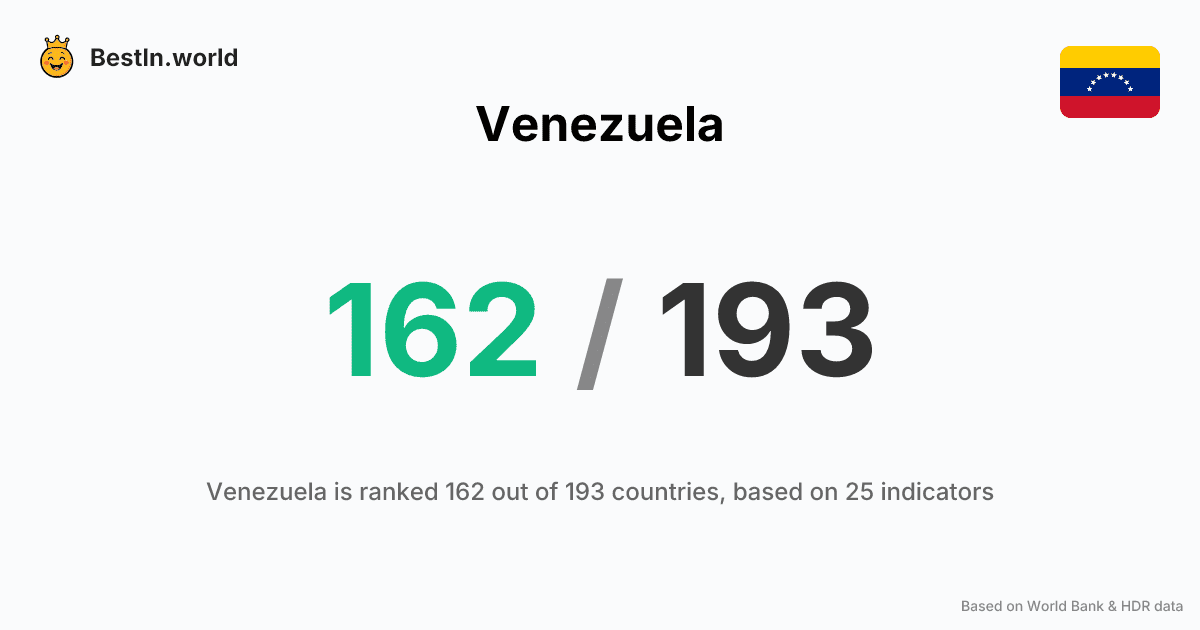 BestIn.world
Venezuela
162 / 193
Venezuela is ranked 162 out of 193 countries, based on 25 indicators
Based on World Bank & HDR data